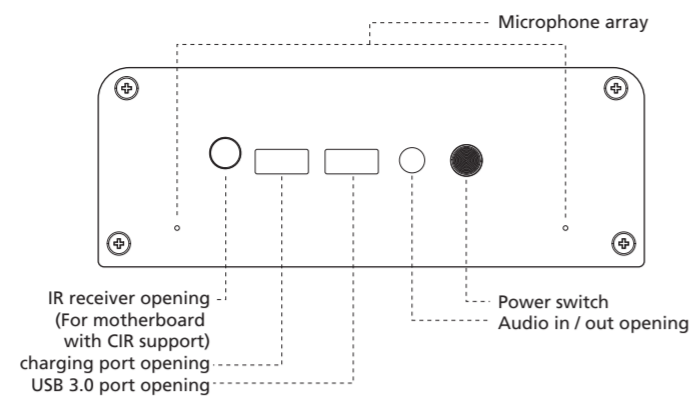 Microphone array
IR receiver opening
(For motherboard
with CIR support)
charging port opening
USB 3.0 port opening
Power switch
Audio in / out opening